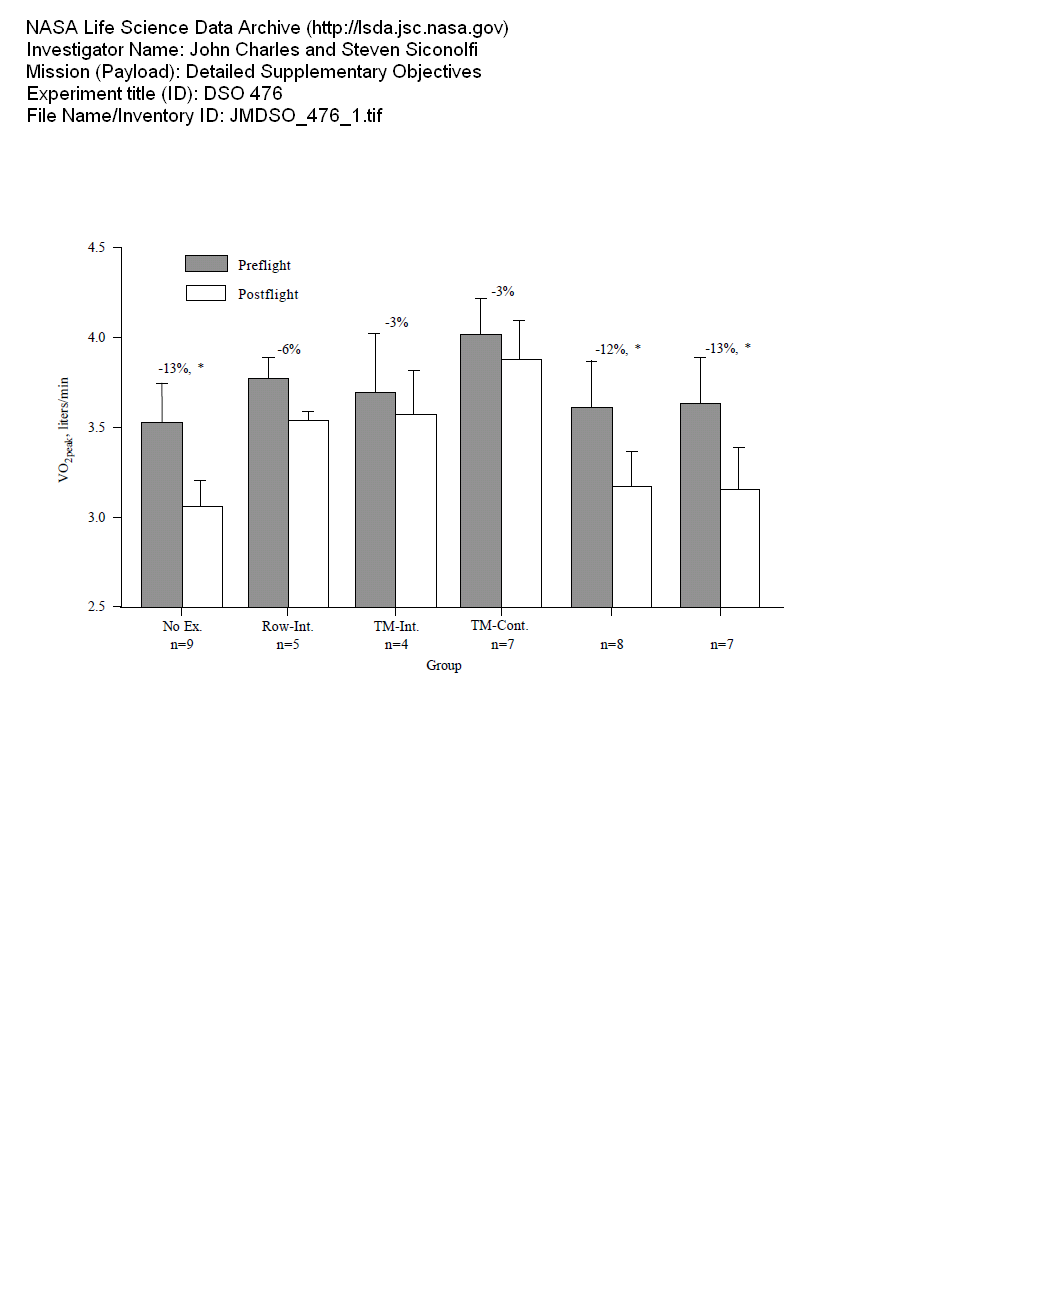 NASA Life Science Data Archive (http://lsda.jsc.nasa.gov)
Investigator Name: John Charles and Steven Siconolfi
Mission (Payload): Detailed Supplementary Objectives
Experiment title (ID): DSO 476
File Name/Inventory ID: JMDSO_476_1.tif
4.5
4.0
3.5
3.0
2.5
VO2peak, liters/min
Preflight
Postflight
-13%, *
-6%
-3%
-3%
-12%, *
-13%, *
No Ex. Row-Int. TM-Int. TM-Cont.
n=9 n=5 n=4 n=7 n=8 n=7
Group